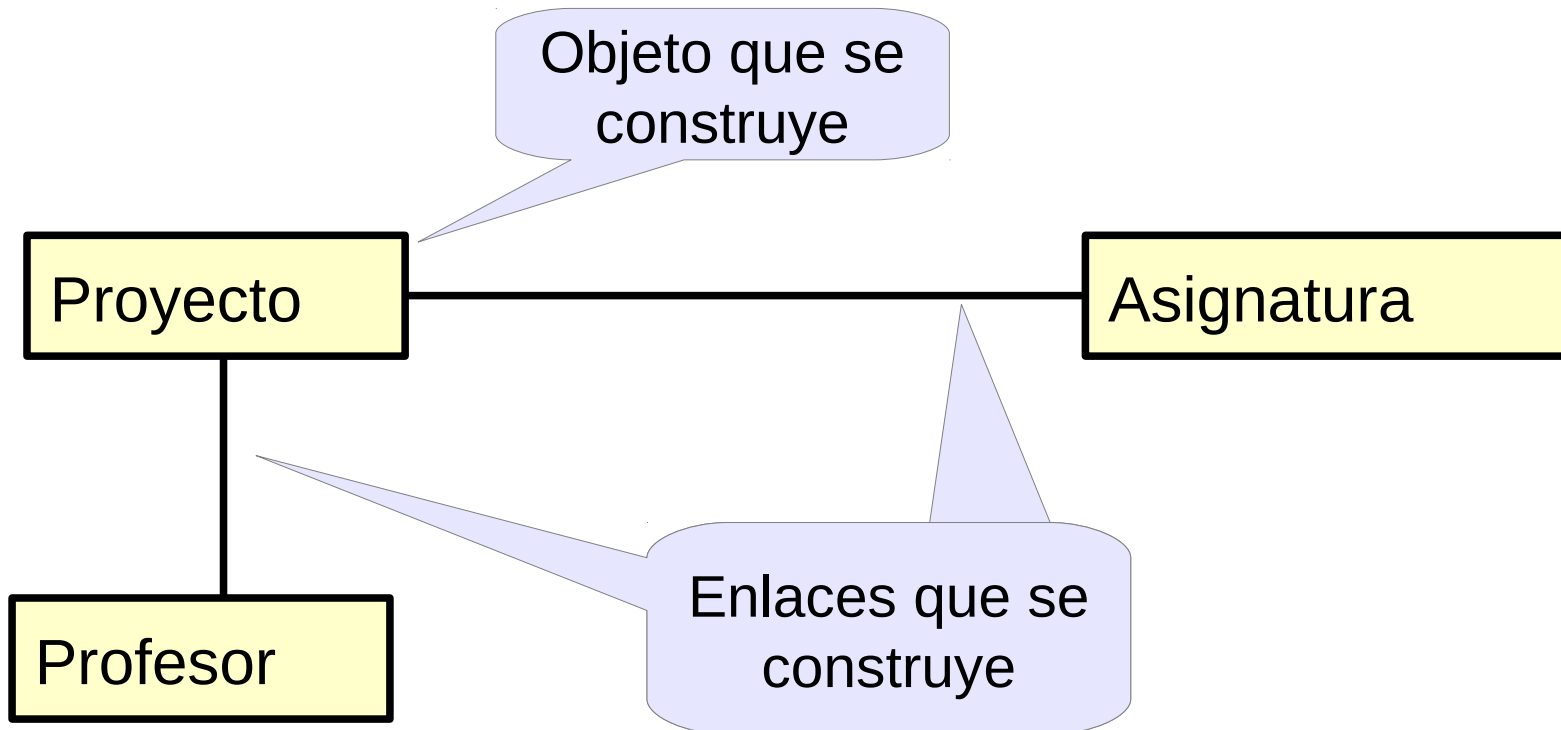 Objeto que se
construye
Proyecto
Asignatura
Enlaces que se
construye
Profesor